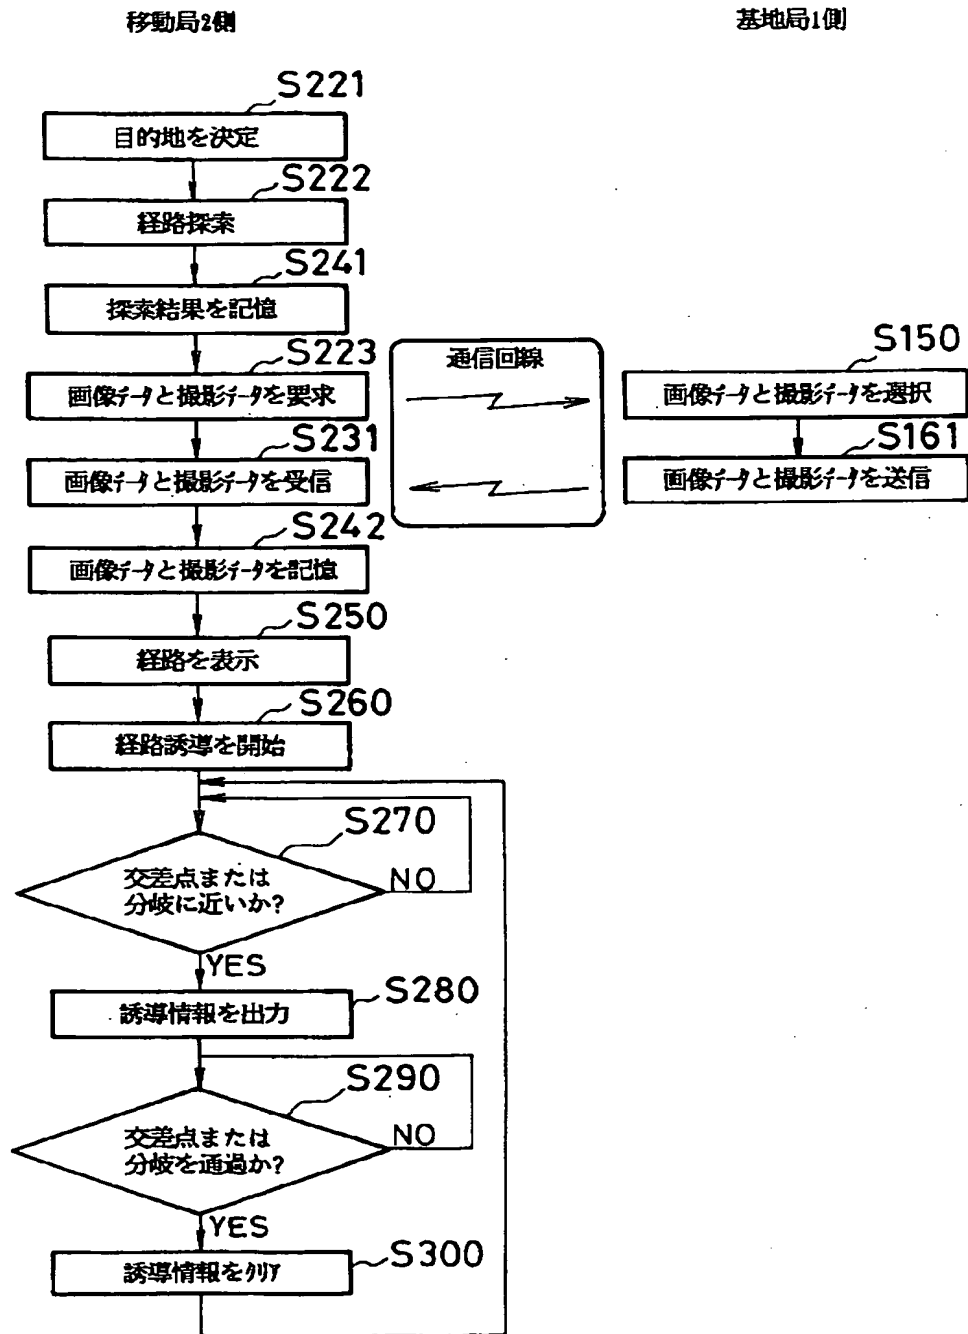 移動局2側
基地局1側
S221
目的地を決定
S222
経路探索
S241
探索結果を記憶
S223
画像データと撮影データを要求
通信回線
S150
画像データと撮影データを選択
S231
画像データと撮影データを受信
S161
画像データと撮影データを送信
S242
画像データと撮影データを記憶
S250
経路を表示
S260
経路誘導を開始
S270
交差点または
分岐に近いか?
NO
YES
S280
誘導情報を出力
S290
交差点または
分岐を通過か?
NO
YES
S300
誘導情報をクリア